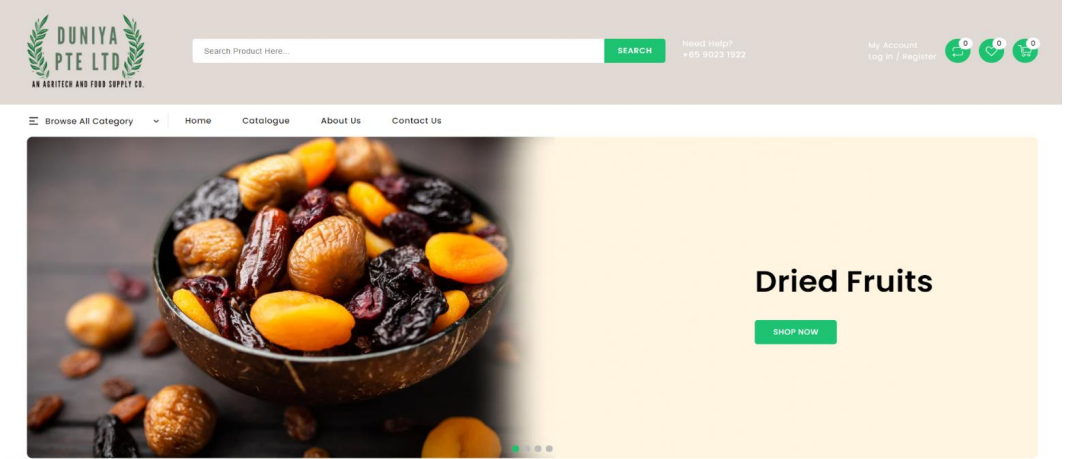 DUNIYA
PTE LTD
AN AGRITECH AND FOOD SUPPLY CO.
Search Product Here...
SEARCH
Need Help?
+65 9023 1922
My Account
Log in / Register
0
0
0
Browse All Category
Home
Catalogue
About Us
Contact Us
Dried Fruits
SHOP NOW